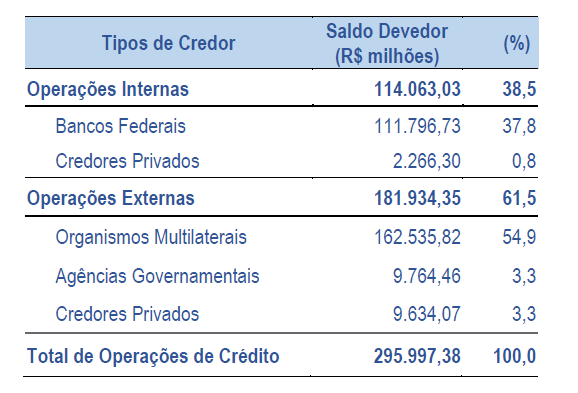 Tipos de Credor Saldo Devedor (R$ milhões) (%)
Operações Internas 114.063,03 38,5
Bancos Federais 111.796,73 37,8
Credores Privados 2.266,30 0,8
Operações Externas 181.934,35 61,5
Organismos Multilaterais 162.535,82 54,9
Agências Governamentais 9.764,46 3,3
Credores Privados 9.634,07 3,3
Total de Operações de Crédito 295.997,38 100,0